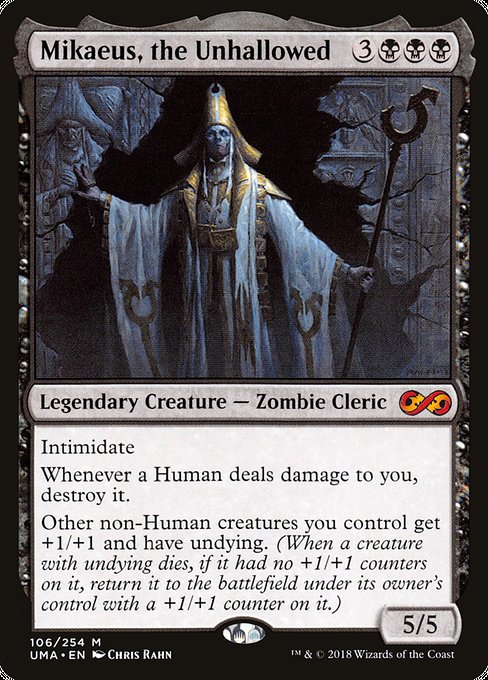 Mikaeus, the Unhallowed 3
Legendary Creature — Zombie Cleric
Intimidate
Whenever a Human deals damage to you,
destroy it.
Other non-Human creatures you control get
+1/+1 and have undying. (When a creature
with undying dies, if it had no +1/+1 counters
on it, return it to the battlefield under its owner's
control with a +1/+1 counter on it.)
5/5
106/254 M
UMA • EN Chris Rahn
™ & © 2018 Wizards of the Coast